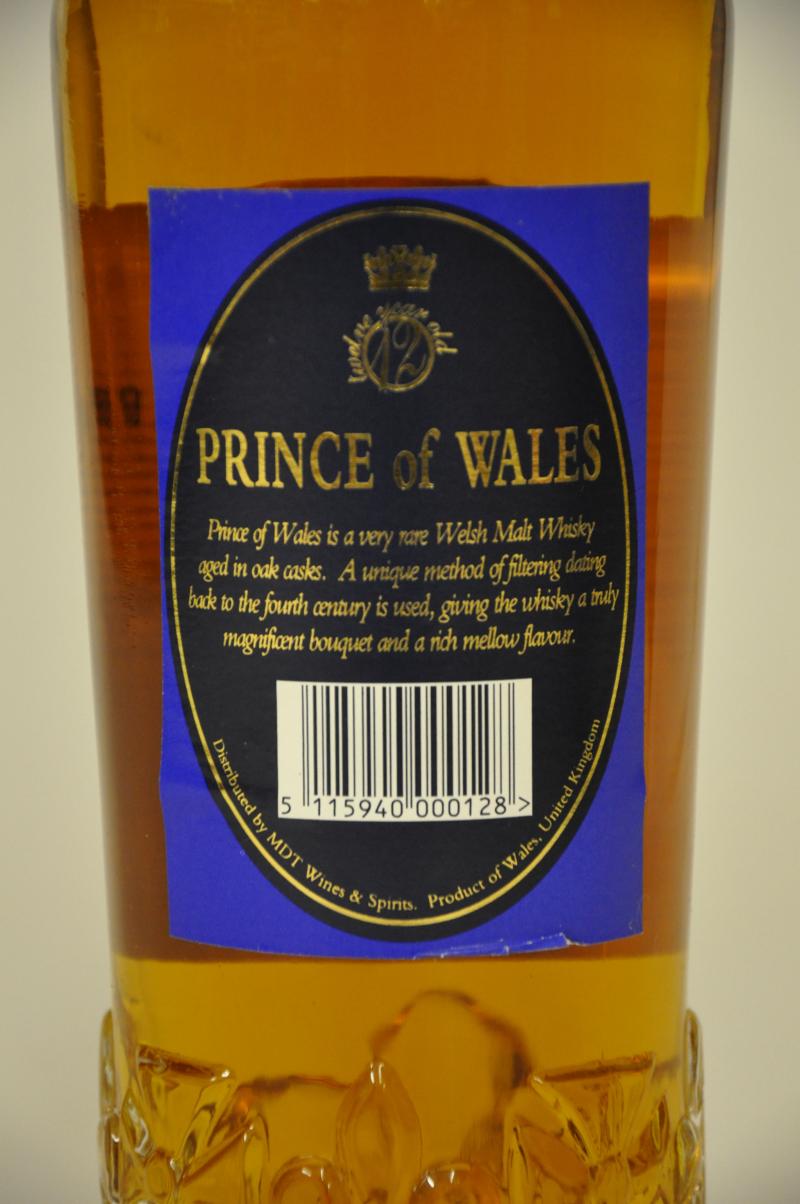 twelve year old
12
PRINCE of WALES
Prince of Wales is a very rare Welsh Malt Whisky
aged in oak casks. A unique method of filtering dating
back to the fourth century is used, giving the whisky a truly
magnificent bouquet and a rich mellow flavour.
5 115940 000128 >
Distributed by MDT Wines & Spirits. Product of Wales, United Kingdom